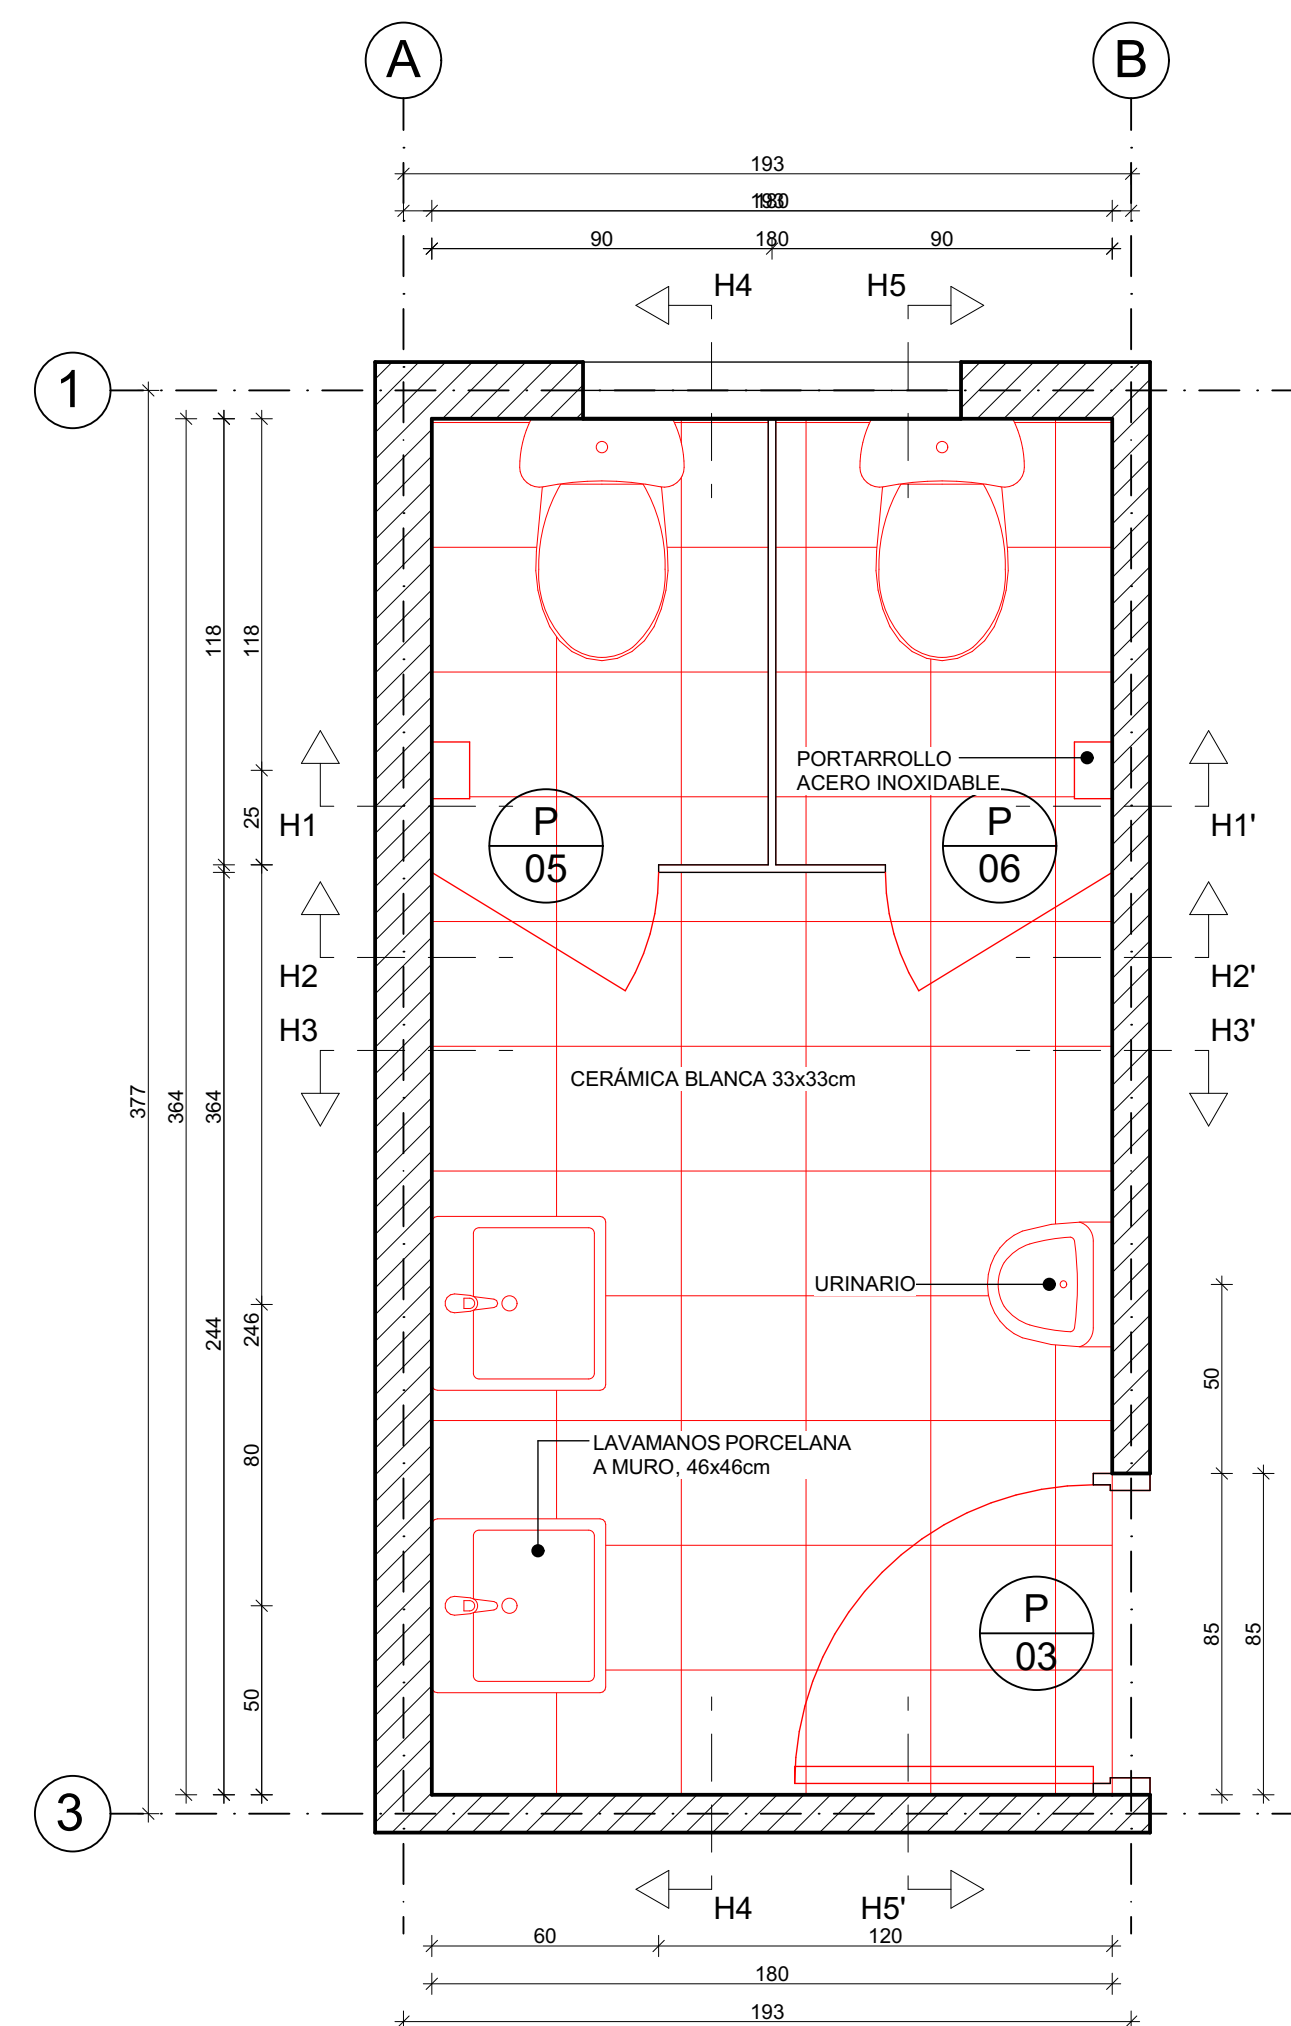 A
B
193
180
90
180
90
H4
H5
1
118
118
PORTARROLLO
ACERO INOXIDABLE
25
H1
P
05
P
06
H1'
H2
H2'
H3
H3'
CERÁMICA BLANCA 33x33cm
377
364
364
URINARIO
244
246
50
LAVAMANOS PORCELANA
A MURO, 46x46cm
80
P
03
85
85
50
3
H4
H5'
60
120
180
193